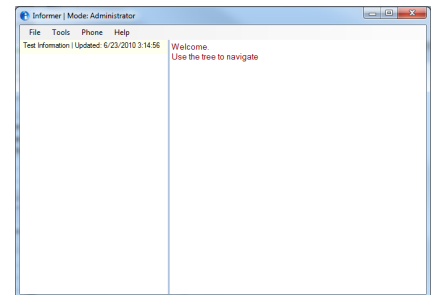 Informer | Mode: Administrator
File Tools Phone Help
Test Information | Updated: 6/23/2010 3:14:56
Welcome.
Use the tree to navigate